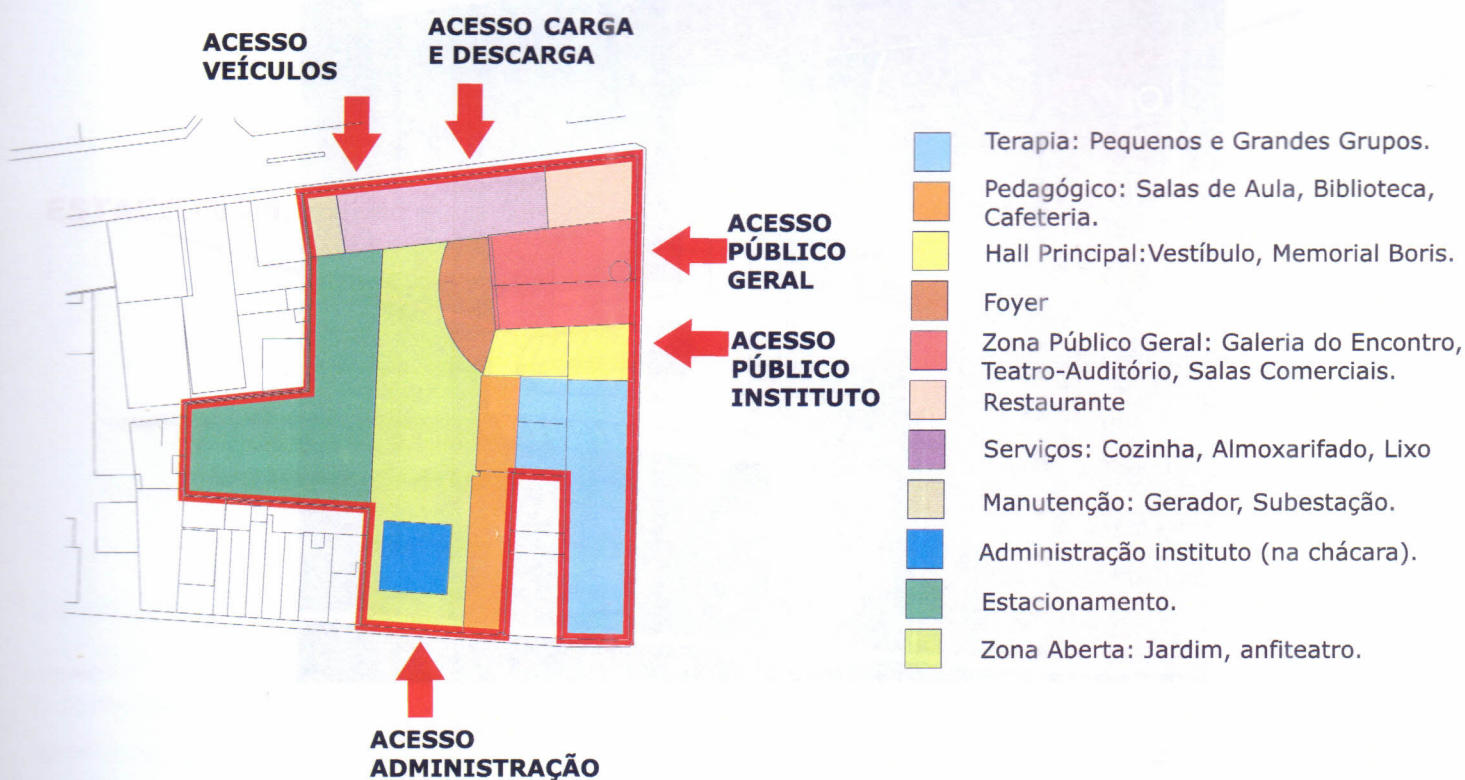 ACESSO
VEÍCULOS
ACESSO CARGA
E DESCARGA
ACESSO
PÚBLICO
GERAL
ACESSO
PÚBLICO
INSTITUTO
ACESSO
ADMINISTRAÇÃO
Terapia: Pequenos e Grandes Grupos.
Pedagógico: Salas de Aula, Biblioteca,
Cafeteria.
Hall Principal:Vestíbulo, Memorial Boris.
Foyer
Zona Público Geral: Galeria do Encontro,
Teatro-Auditório, Salas Comerciais.
Restaurante
Serviços: Cozinha, Almoxarifado, Lixo
Manutenção: Gerador, Subestação.
Administração instituto (na chácara).
Estacionamento.
Zona Aberta: Jardim, anfiteatro.